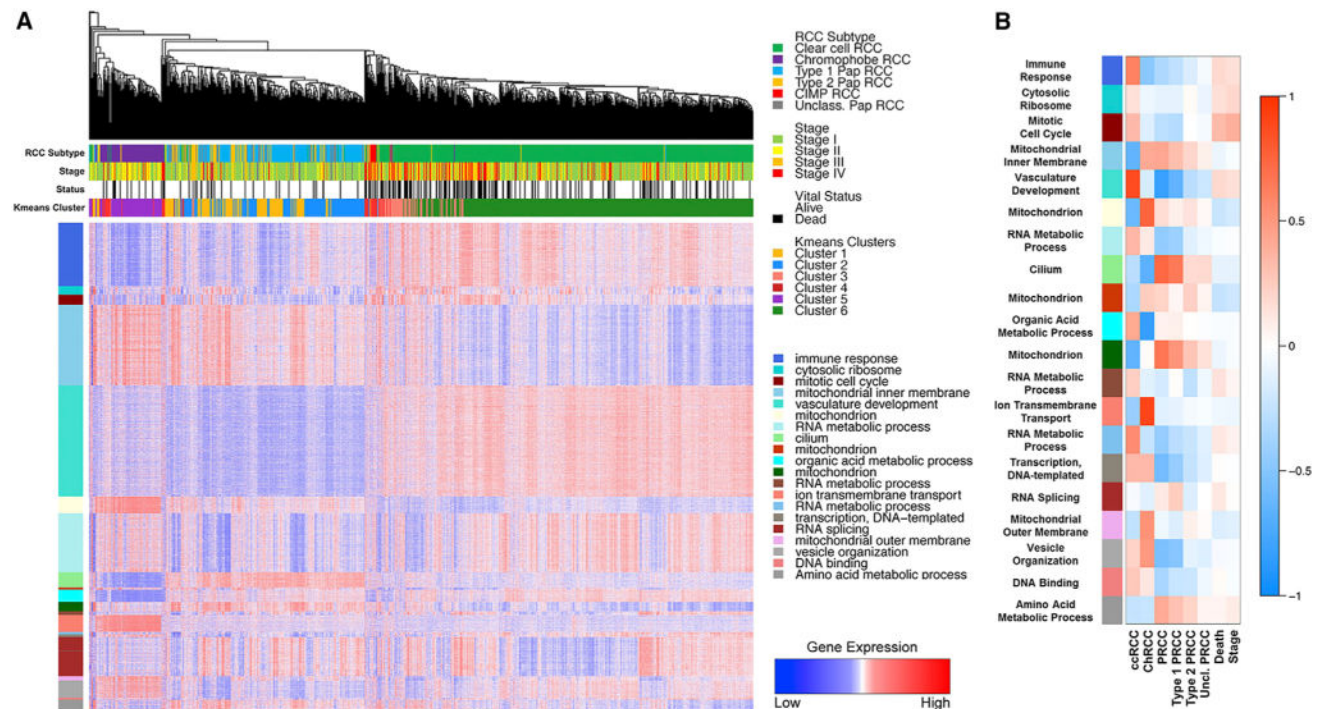 A
RCC Subtype
Stage
Status
Kmeans Cluster
RCC Subtype
Clear cell RCC
Chromophobe RCC
Type 1 Pap RCC
Type 2 Pap RCC
CIMP RCC
Unclass. Pap RCC
Stage
Stage I
Stage II
Stage III
Stage IV
Vital Status
Alive
Dead
Kmeans Clusters
Cluster 1
Cluster 2
Cluster 3
Cluster 4
Cluster 5
Cluster 6
immune response
cytosolic ribosome
mitotic cell cycle
mitochondrial inner membrane
vasculature development
mitochondrion
RNA metabolic process
cilium
mitochondrion
organic acid metabolic process
mitochondrion
RNA metabolic process
ion transmembrane transport
RNA metabolic process
transcription, DNA−templated
RNA splicing
mitochondrial outer membrane
vesicle organization
DNA binding
Amino acid metabolic process
Gene Expression
Low High
B
Immune
Response
Cytosolic
Ribosome
Mitotic
Cell Cycle
Mitochondrial
Inner Membrane
Vasculature
Development
Mitochondrion
RNA Metabolic
Process
Cilium
Mitochondrion
Organic Acid
Metabolic Process
Mitochondrion
RNA Metabolic
Process
Ion Transmembrane
Transport
RNA Metabolic
Process
Transcription,
DNA-templated
RNA Splicing
Mitochondrial
Outer Membrane
Vesicle
Organization
DNA Binding
Amino Acid
Metabolic Process
ccRCC
ChRCC
PRCC
Type 1 PRCC
Type 2 PRCC
Uncl. PRCC
Death
Stage
1
0.5
0
-0.5
-1